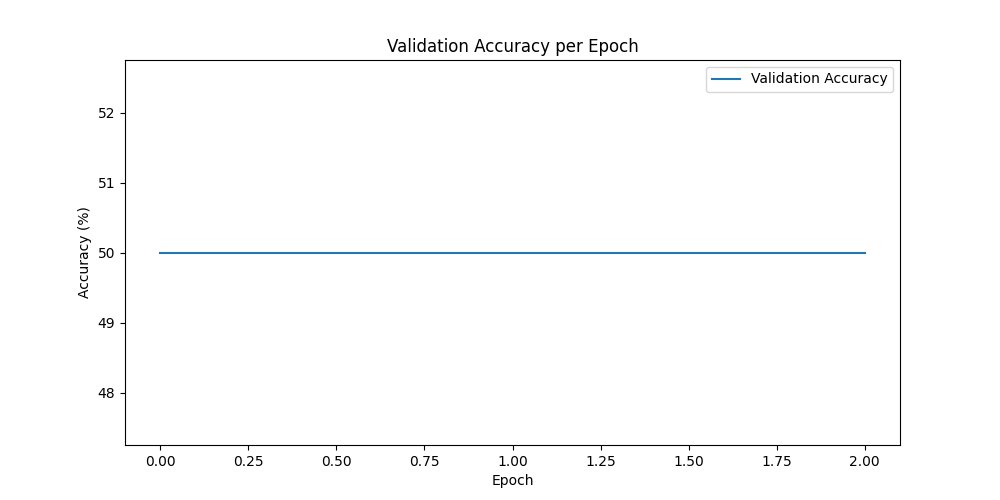 Validation Accuracy per Epoch
Validation Accuracy
52
51
50
49
48
Accuracy (%)
0.00 0.25 0.50 0.75 1.00 1.25 1.50 1.75 2.00
Epoch